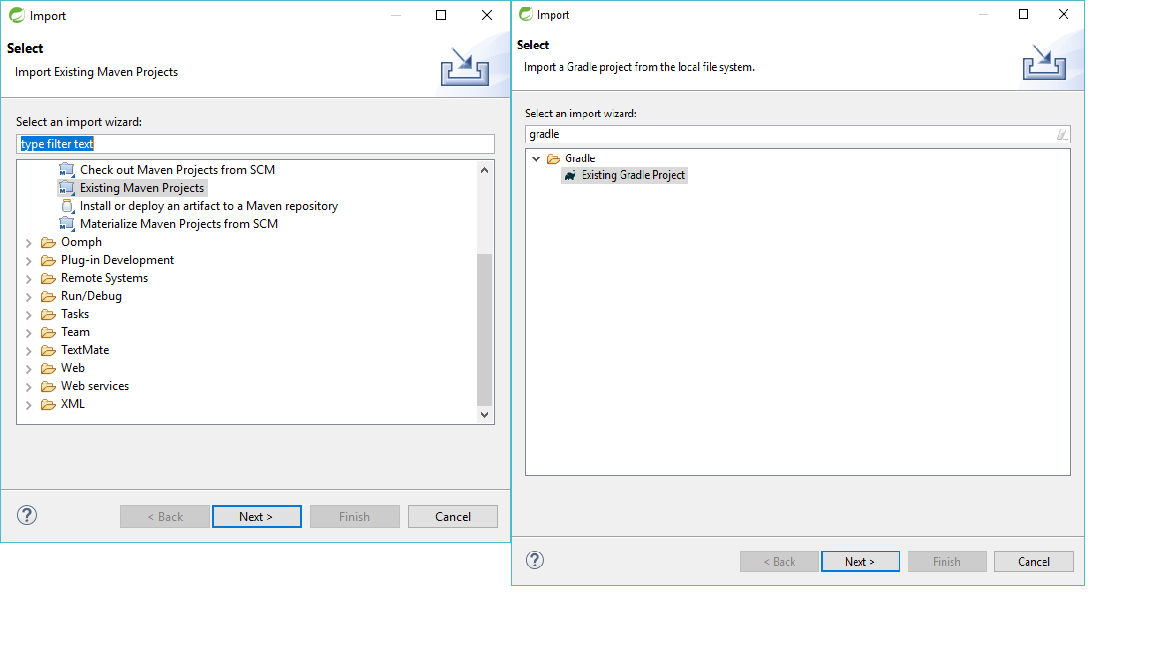 Import
Select
Import Existing Maven Projects
Select an import wizard:
type filter text
Check out Maven Projects from SCM
Existing Maven Projects
Install or deploy an artifact to a Maven repository
Materialize Maven Projects from SCM
Oomph
Plug-in Development
Remote Systems
Run/Debug
Tasks
Team
TextMate
Web
Web services
XML
< Back
Next >
Finish
Cancel
Import
Select
Import a Gradle project from the local file system.
Select an import wizard:
gradle
Gradle
Existing Gradle Project
< Back
Next >
Finish
Cancel